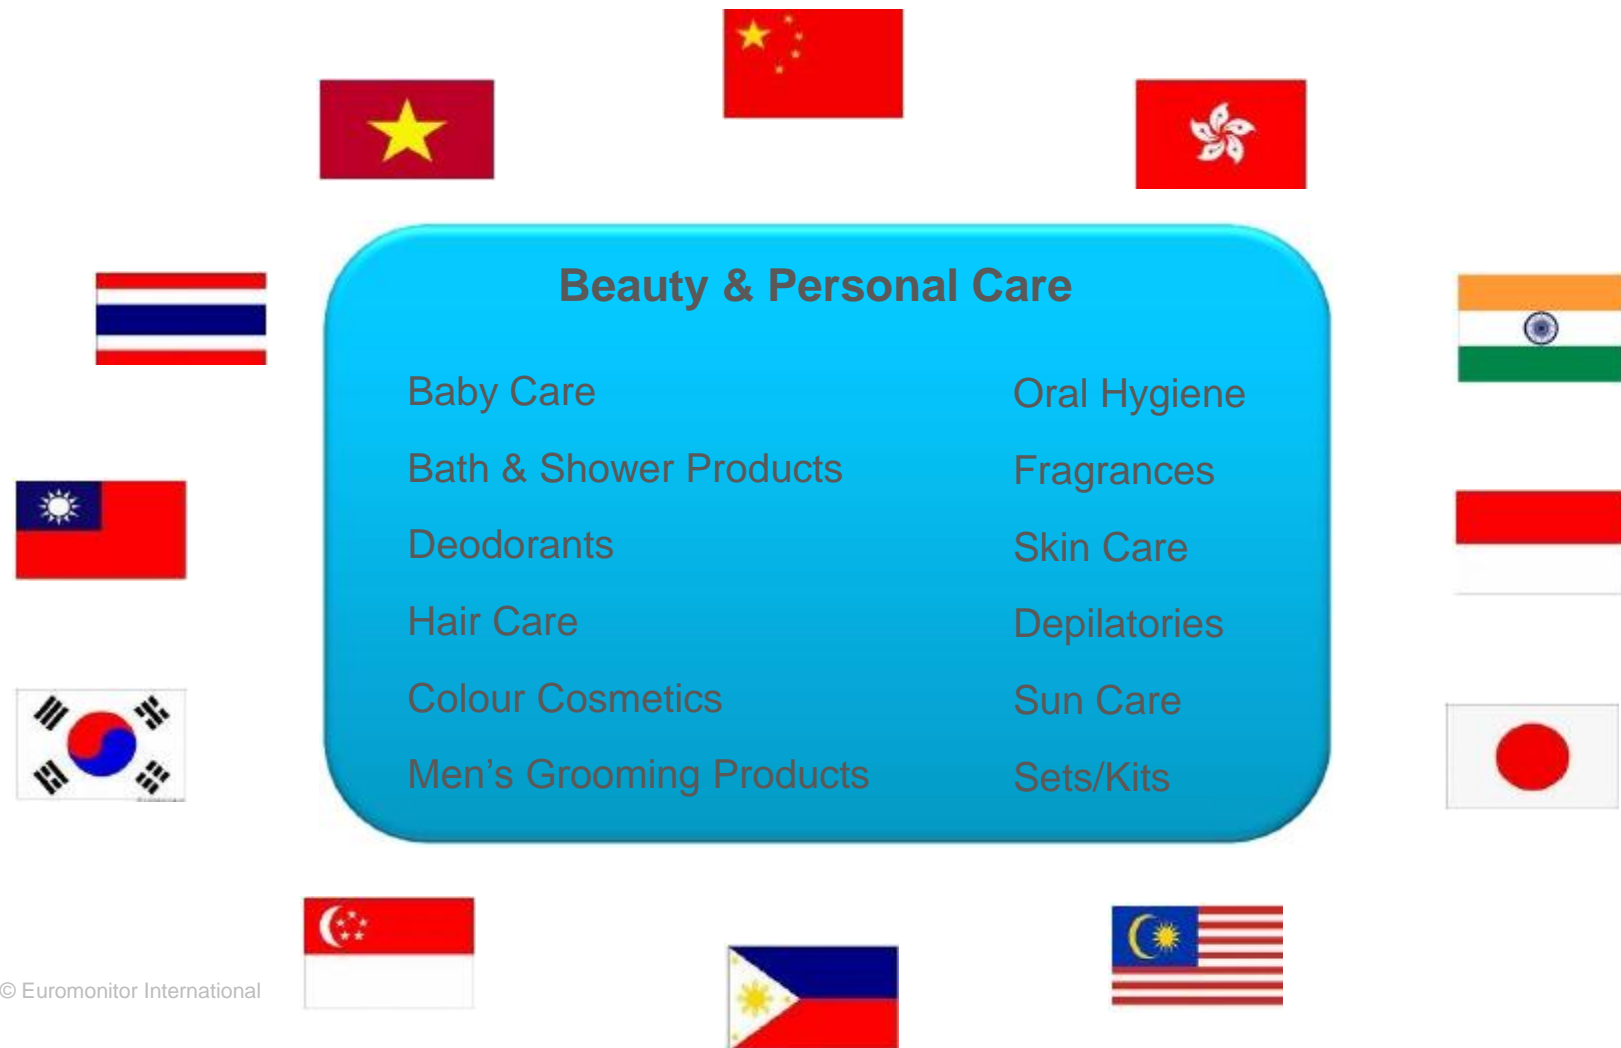 Beauty & Personal Care
Baby Care
Bath & Shower Products
Deodorants
Hair Care
Colour Cosmetics
Men’s Grooming Products
Oral Hygiene
Fragrances
Skin Care
Depilatories
Sun Care
Sets/Kits
© Euromonitor International